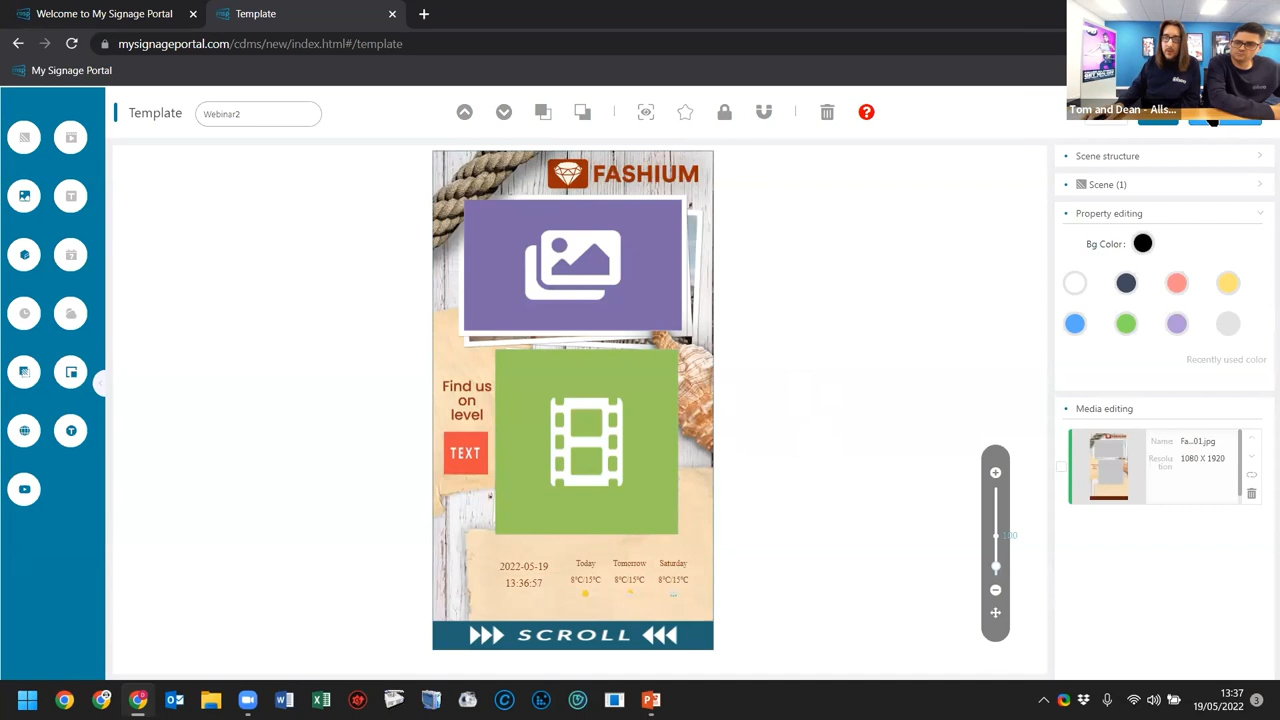 Welcome to My Signage Portal
Template
mysignageportal.com/cdms/new/index.html#/template
My Signage Portal
Tom and Dean - Alls...
Template
Webinar2
?
FASHIUM
Find us
on
level
TEXT
2022-05-19
13:36:57
Today
Tomorrow
Saturday
8°C/15°C
8°C/15°C
8°C/15°C
SCROLL
100
Scene structure
Scene (1)
Property editing
Bg Color:
Recently used color
Media editing
Name: Fa...01.jpg
Resolution 1080 X 1920
13:37
19/05/2022
3